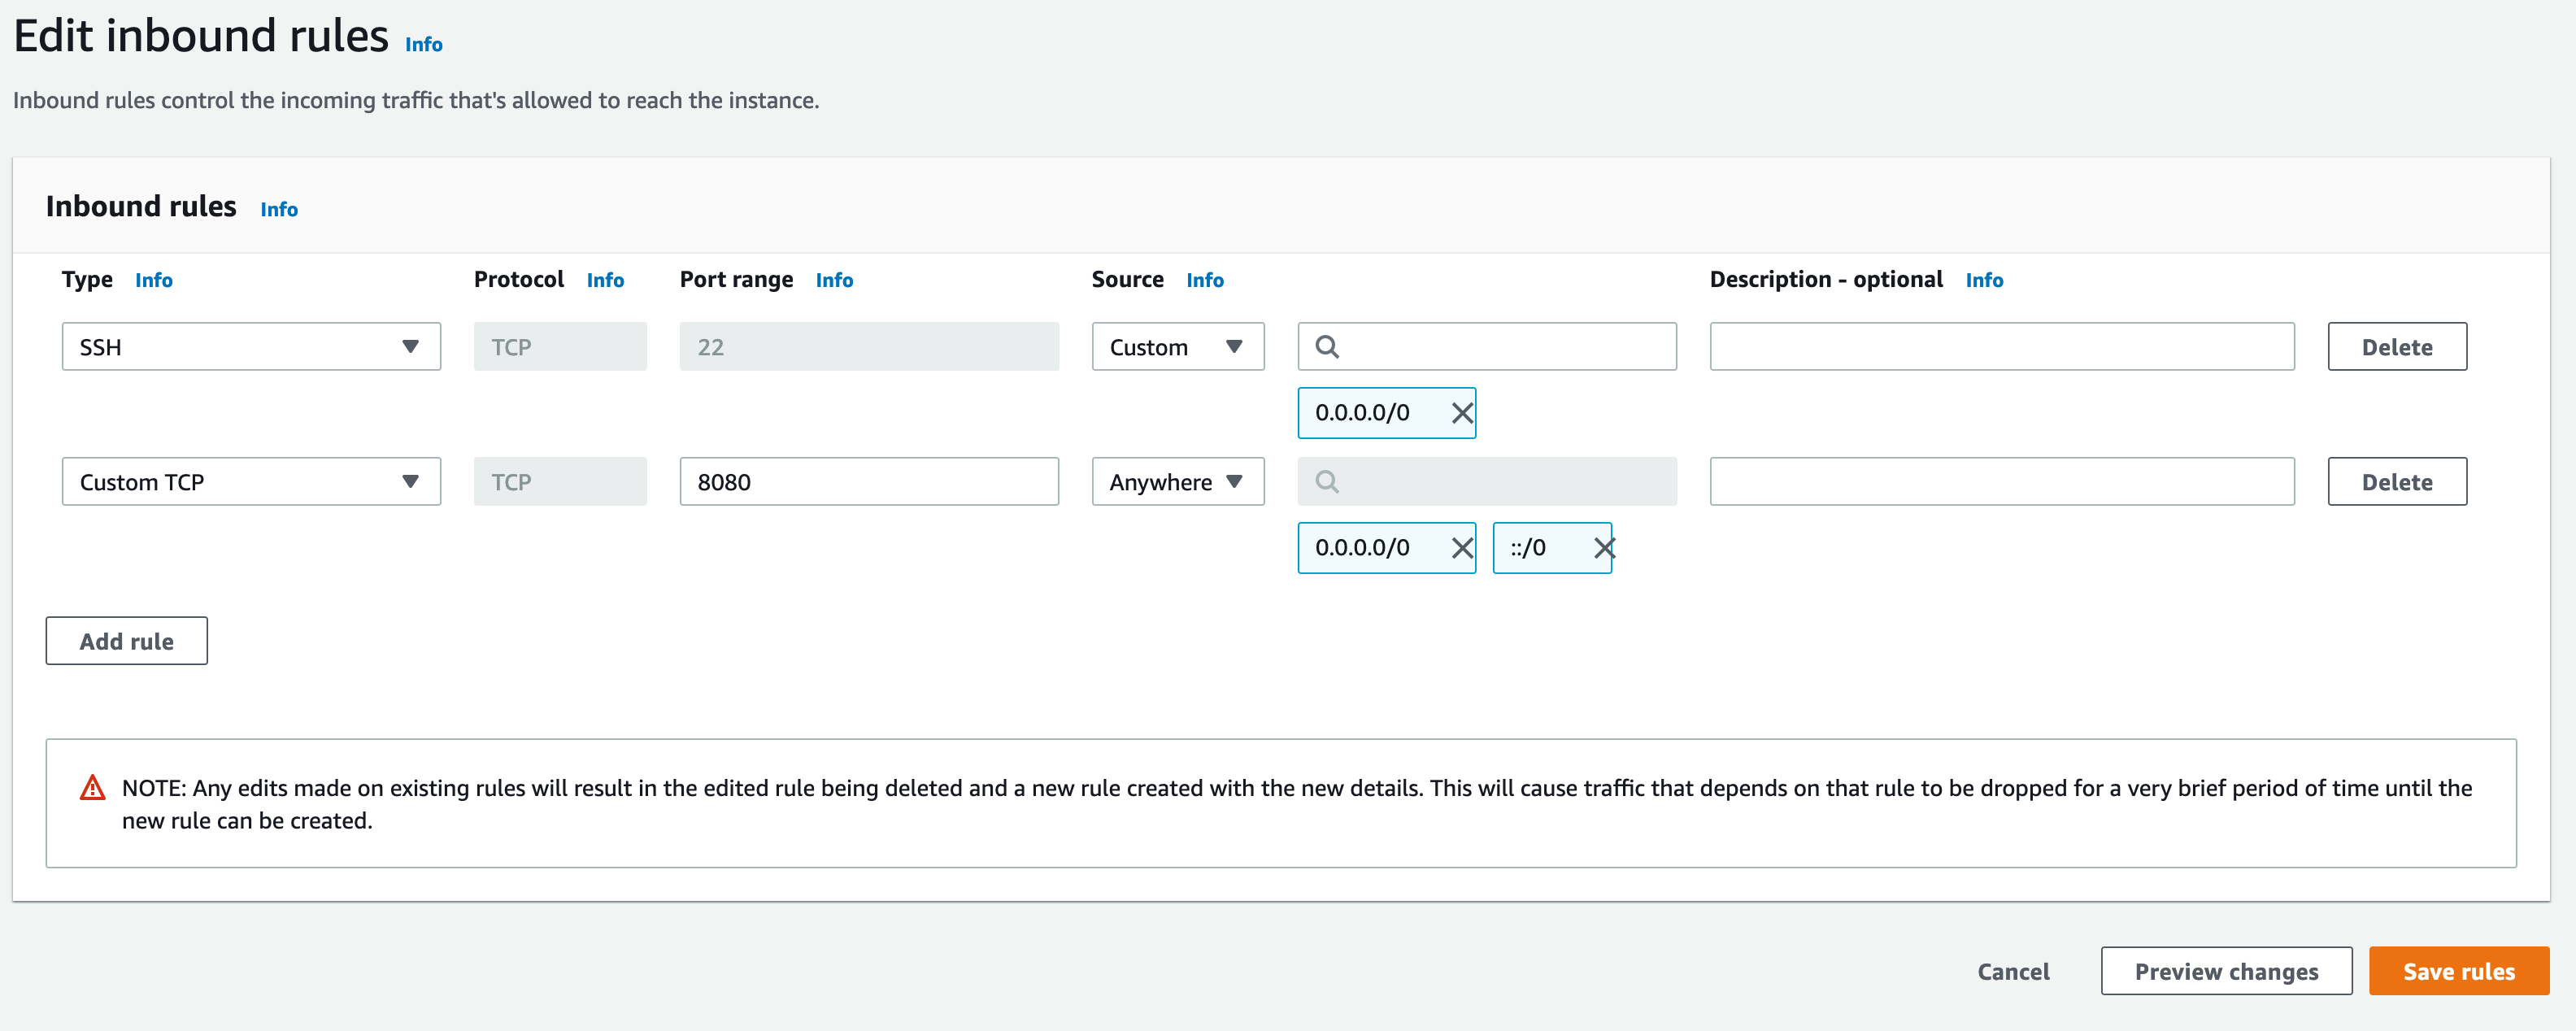 Edit inbound rules Info
Inbound rules control the incoming traffic that's allowed to reach the instance.
Inbound rules Info
Type Info Protocol Info Port range Info Source Info Description - optional Info
SSH TCP 22 Custom Delete
0.0.0.0/0
Custom TCP TCP 8080 Anywhere Delete
0.0.0.0/0 ::/0
Add rule
NOTE: Any edits made on existing rules will result in the edited rule being deleted and a new rule created with the new details. This will cause traffic that depends on that rule to be dropped for a very brief period of time until the
new rule can be created.
Cancel Preview changes Save rules